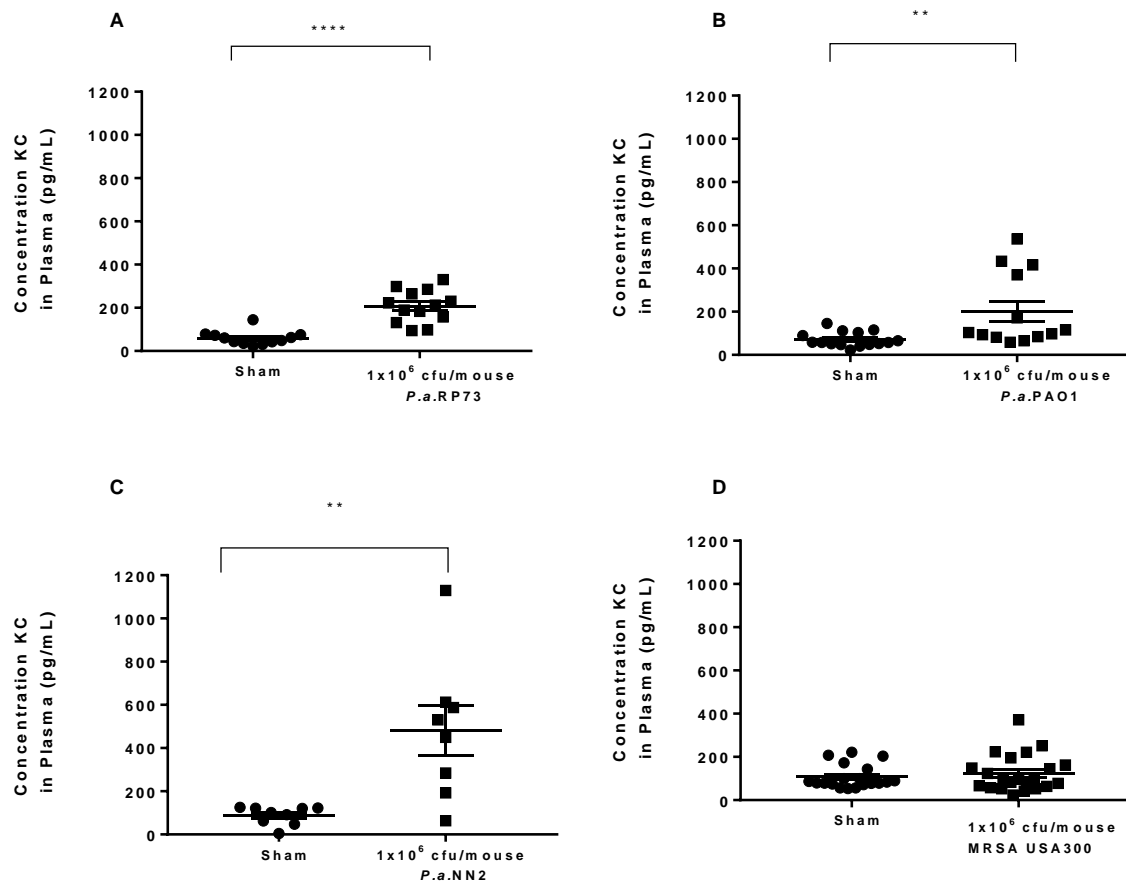 A
****
Concentration KC
in Plasma (pg/mL)
1200
1000
800
600
400
200
0
Sham
1x10⁶ cfu/mouse
P.a.RP73
B
**
Concentration KC
in Plasma (pg/mL)
1200
1000
800
600
400
200
0
Sham
1x10⁶ cfu/mouse
P.a.PAO1
C
**
Concentration KC
in Plasma (pg/mL)
1200
1000
800
600
400
200
0
Sham
1x10⁶ cfu/mouse
P.a.NN2
D
Concentration KC
in Plasma (pg/mL)
1200
1000
800
600
400
200
0
Sham
1x10⁶ cfu/mouse
MRSA USA300